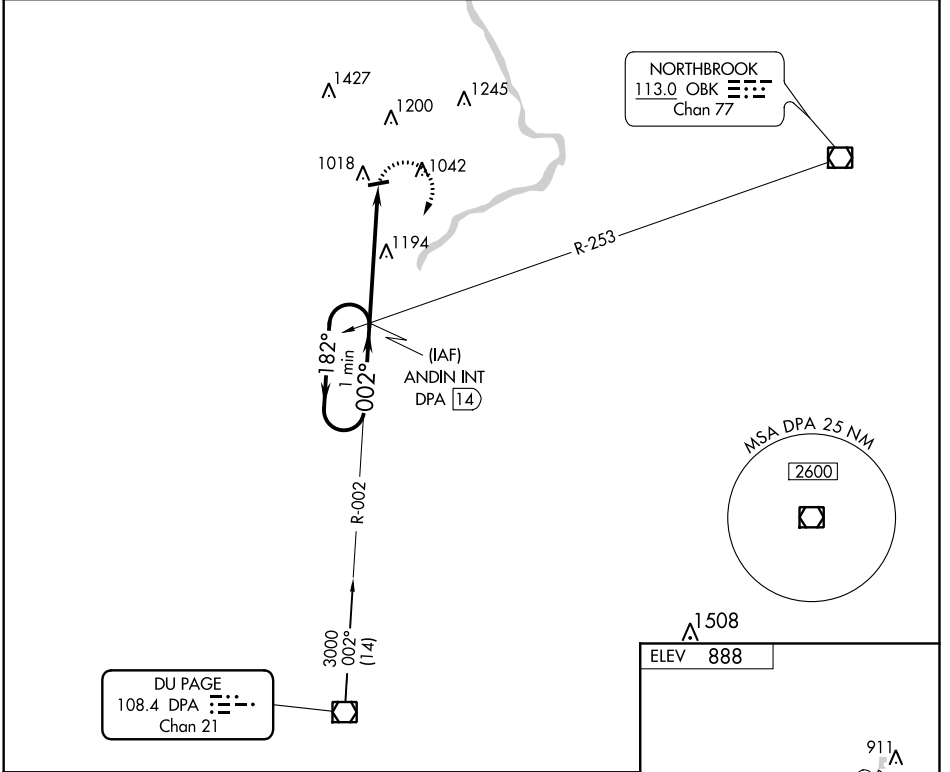 1427
1200
1245
1018
1042
1194
NORTHBROOK
113.0 OBK
Chan 77
R-253
(IAF)
ANDIN INT
DPA 14
182°
1 min
002°
R-002
3000
002°
(14)
DU PAGE
108.4 DPA
Chan 21
MSA DPA 25 NM
2600
1508
ELEV 888
911